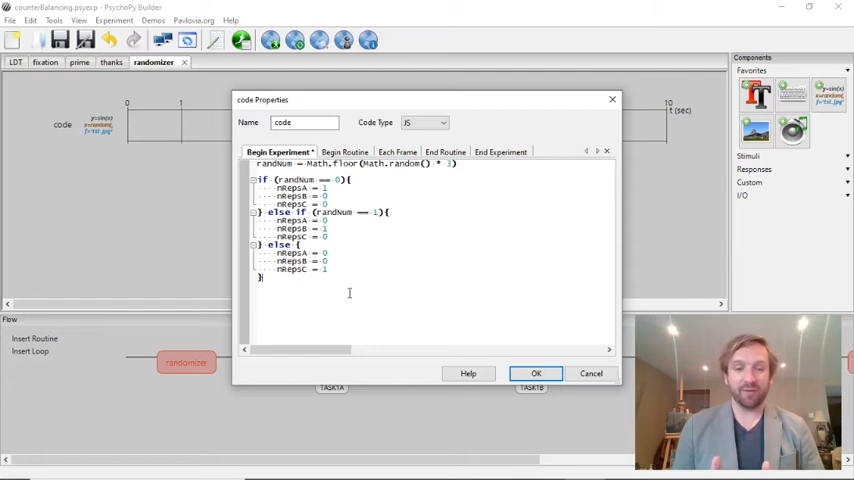 counterBalancing.psyexp - PsychoPy Builder
File Edit Tools View Experiment Demos Pavlovia.org Help
LDT fixation prime thanks randomizer
0 1 10 t (sec)
code
Components
Favorites
Stimuli
Responses
Custom
I/O
code Properties
Name code Code Type JS
Begin Experiment * Begin Routine Each Frame End Routine End Experiment
randNum = Math.floor(Math.random() * 3)
if (randNum == 0){
nRepsA = 1
nRepsB = 0
nRepsC = 0
} else if (randNum == 1){
nRepsA = 0
nRepsB = 1
nRepsC = 0
} else {
nRepsA = 0
nRepsB = 0
nRepsC = 1
}
Help OK Cancel
Flow
Insert Routine
Insert Loop
randomizer
TASK1A TASK1B